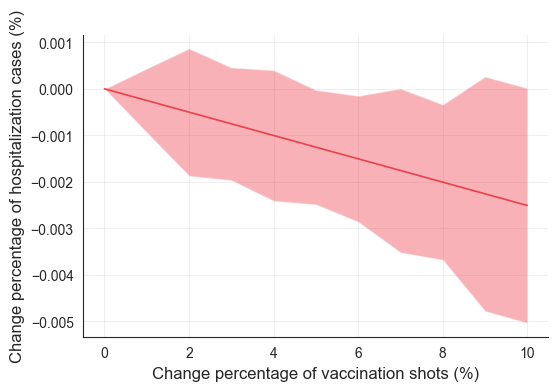 Change percentage of hospitalization cases (%)
0.001
0.000
−0.001
−0.002
−0.003
−0.004
−0.005
0 2 4 6 8 10
Change percentage of vaccination shots (%)